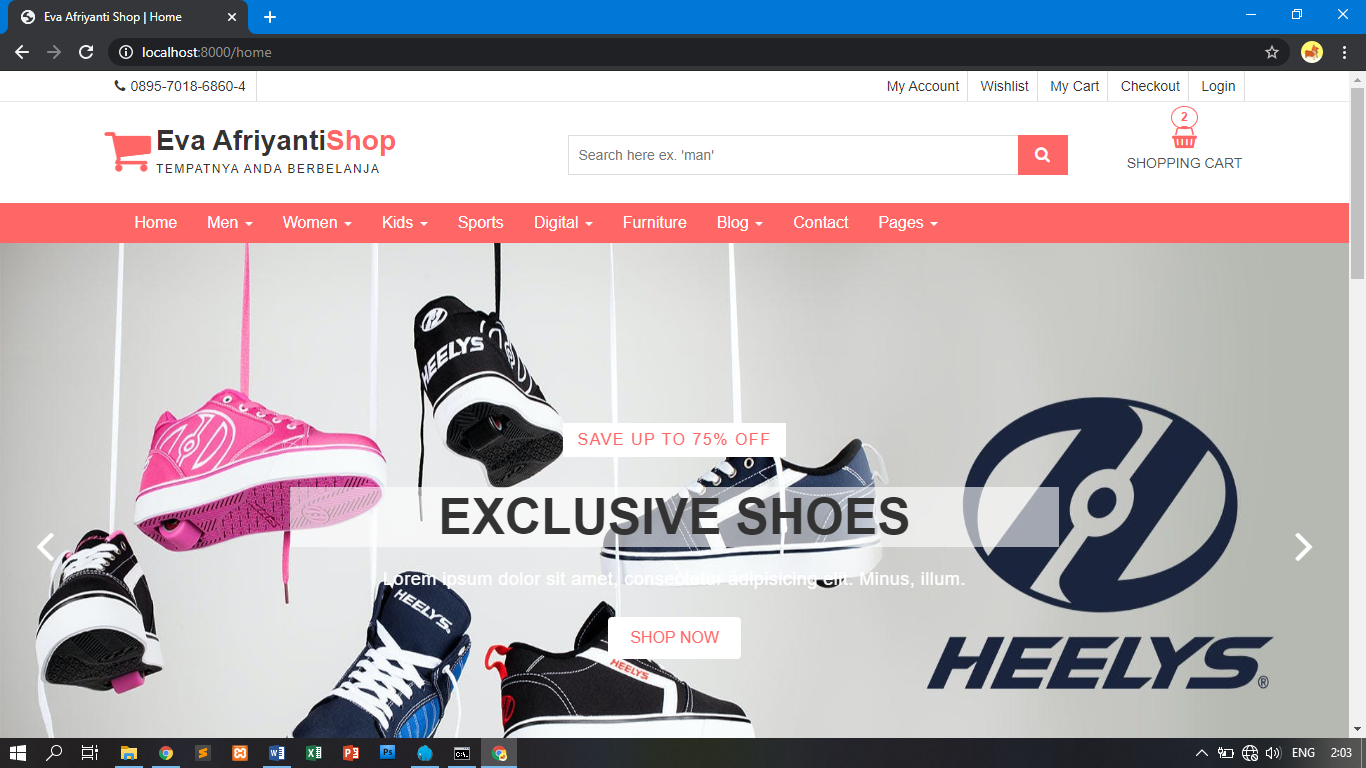 Eva Afriyanti Shop | Home
localhost:8000/home
0895-7018-6860-4
My Account Wishlist My Cart Checkout Login
Eva AfriyantiShop
TEMPATNYA ANDA BERBELANJA
Search here ex. 'man'
2
SHOPPING CART
Home Men Women Kids Sports Digital Furniture Blog Contact Pages
HEELYS
SAVE UP TO 75% OFF
EXCLUSIVE SHOES
Lorem ipsum dolor sit amet, consectetur adipisicing elit. Minus, illum.
HEELYS
SHOP NOW
HEELYS
HEELYS®
ENG 2:03